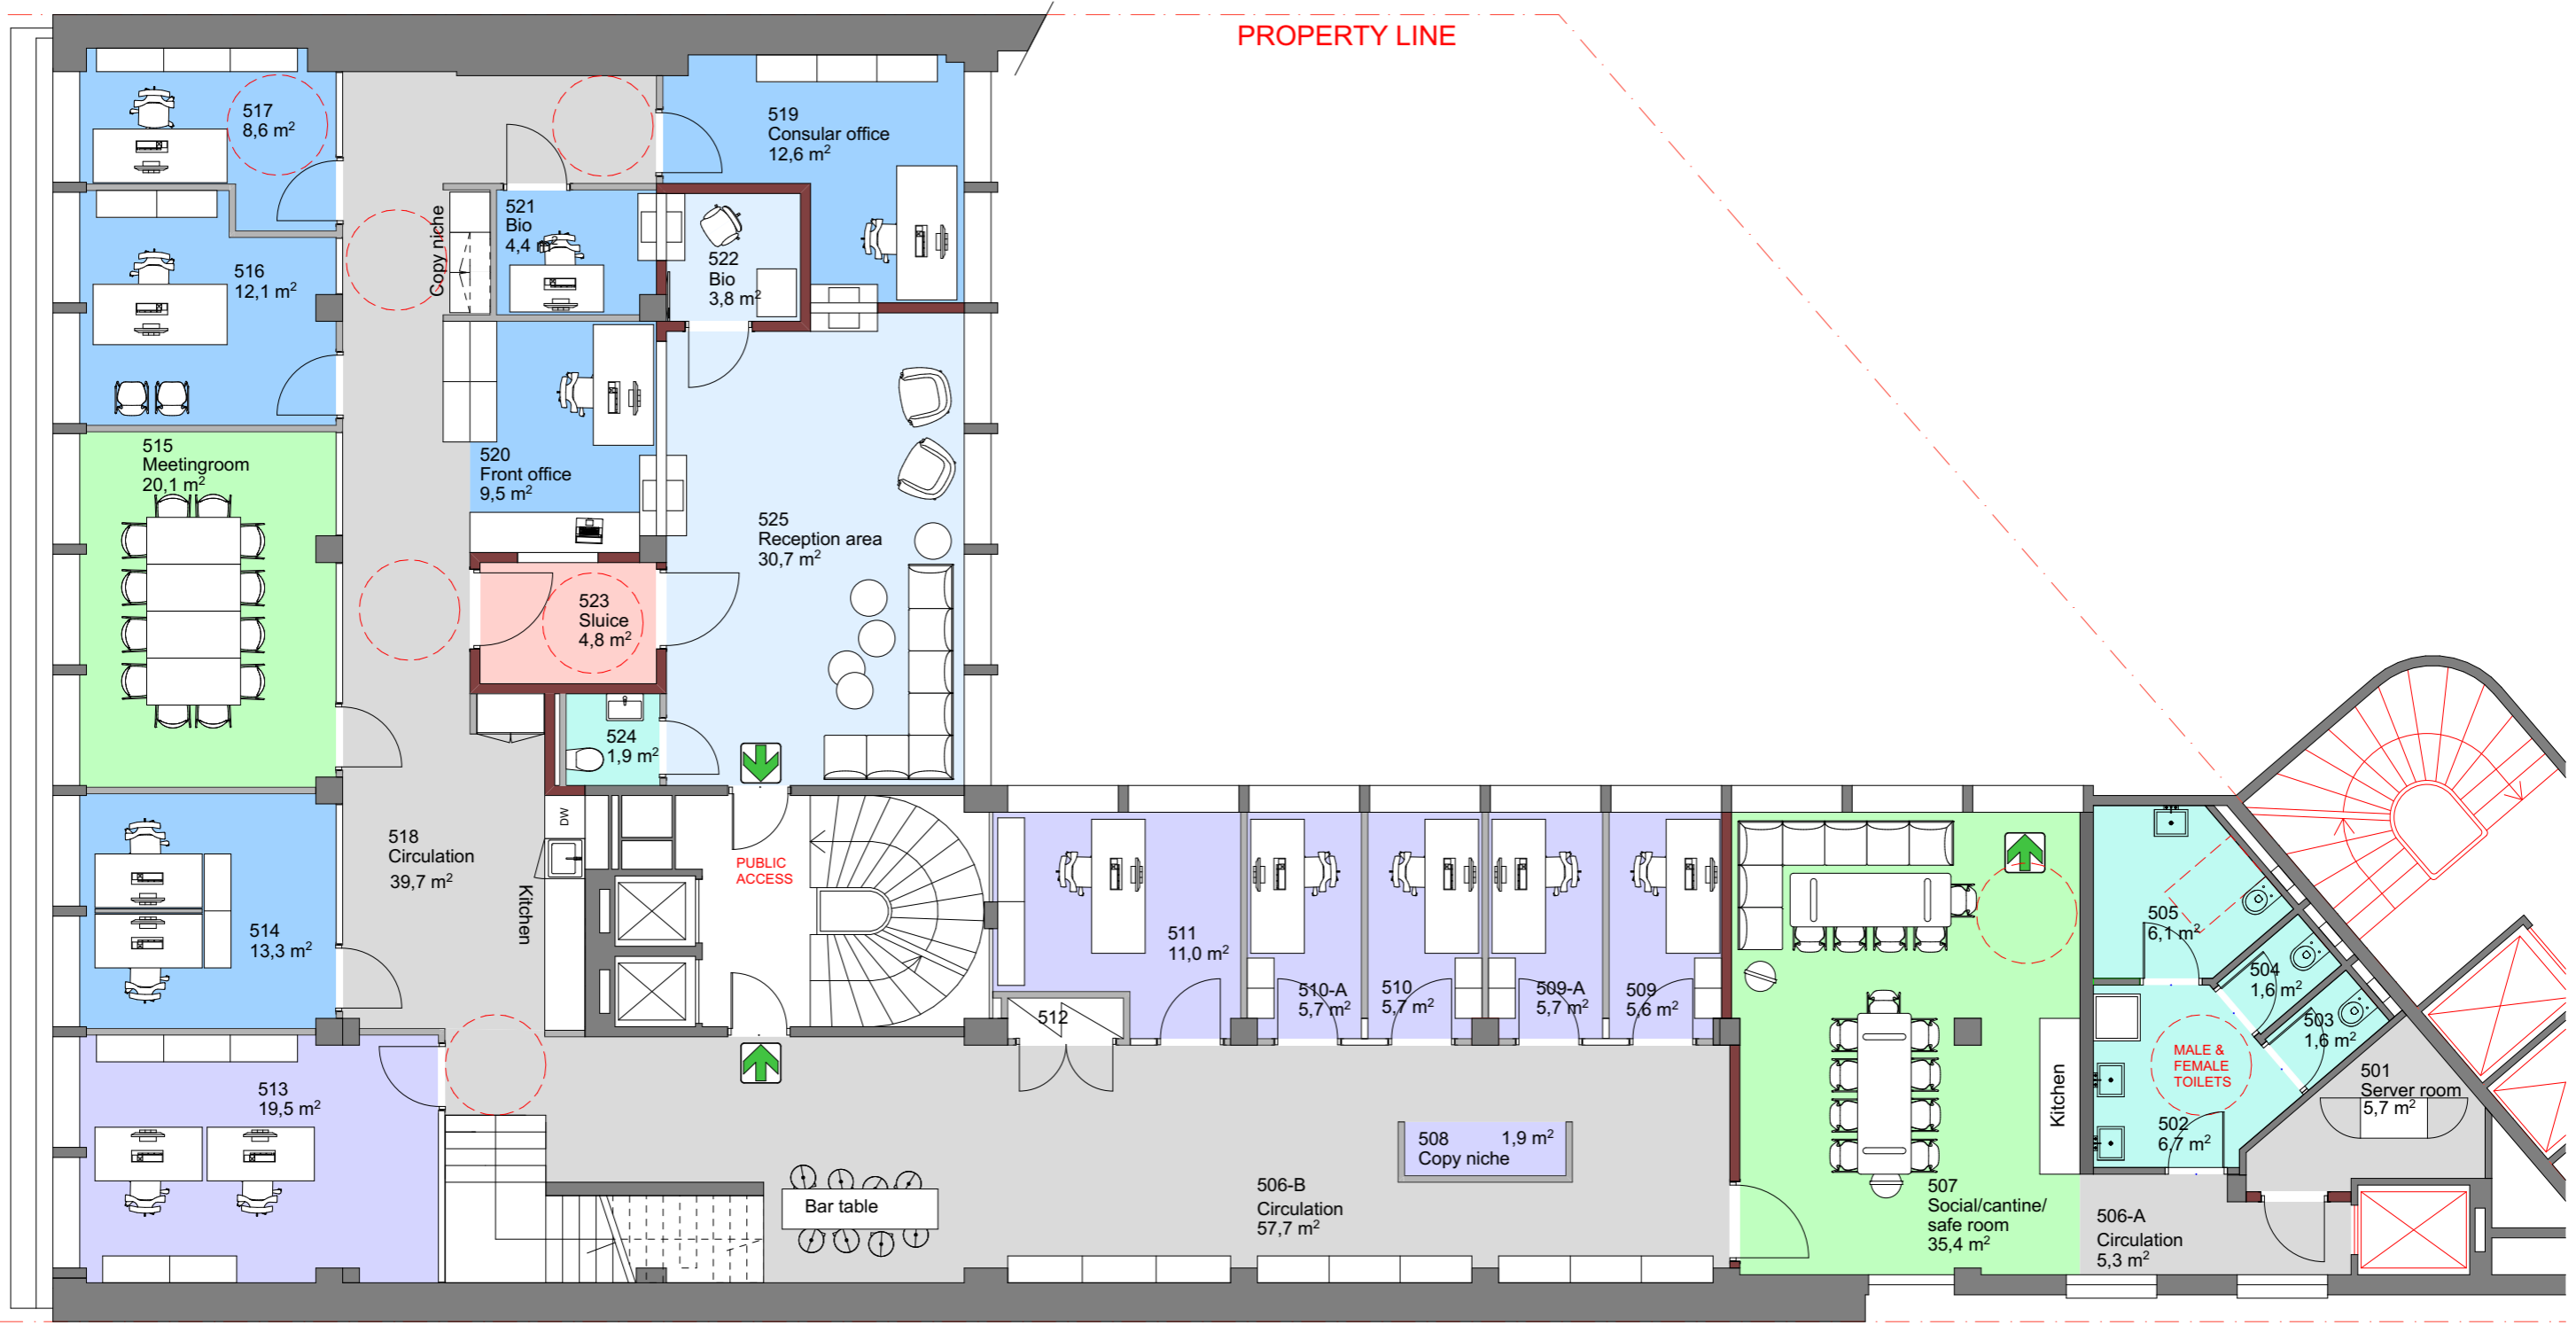 PROPERTY LINE
517
8,6 m²
519
Consular office
12,6 m²
Copy niche
521
Bio
4,4
522
Bio
3,8 m²
516
12,1 m²
515
Meetingroom
20,1 m²
520
Front office
9,5 m²
525
Reception area
30,7 m²
523
Sluice
4,8 m²
524
1,9 m²
DW
518
Circulation
39,7 m²
Kitchen
PUBLIC
ACCESS
514
13,3 m²
511
11,0 m²
510-A
5,7 m²
510
5,7 m²
509-A
5,7 m²
509
5,6 m²
512
505
6,1 m²
504
1,6 m²
503
1,6 m²
MALE &
FEMALE
TOILETS
501
Server room
5,7 m²
502
6,7 m²
Kitchen
513
19,5 m²
508 1,9 m²
Copy niche
Bar table
506-B
Circulation
57,7 m²
507
Social/cantine/
safe room
35,4 m²
506-A
Circulation
5,3 m²